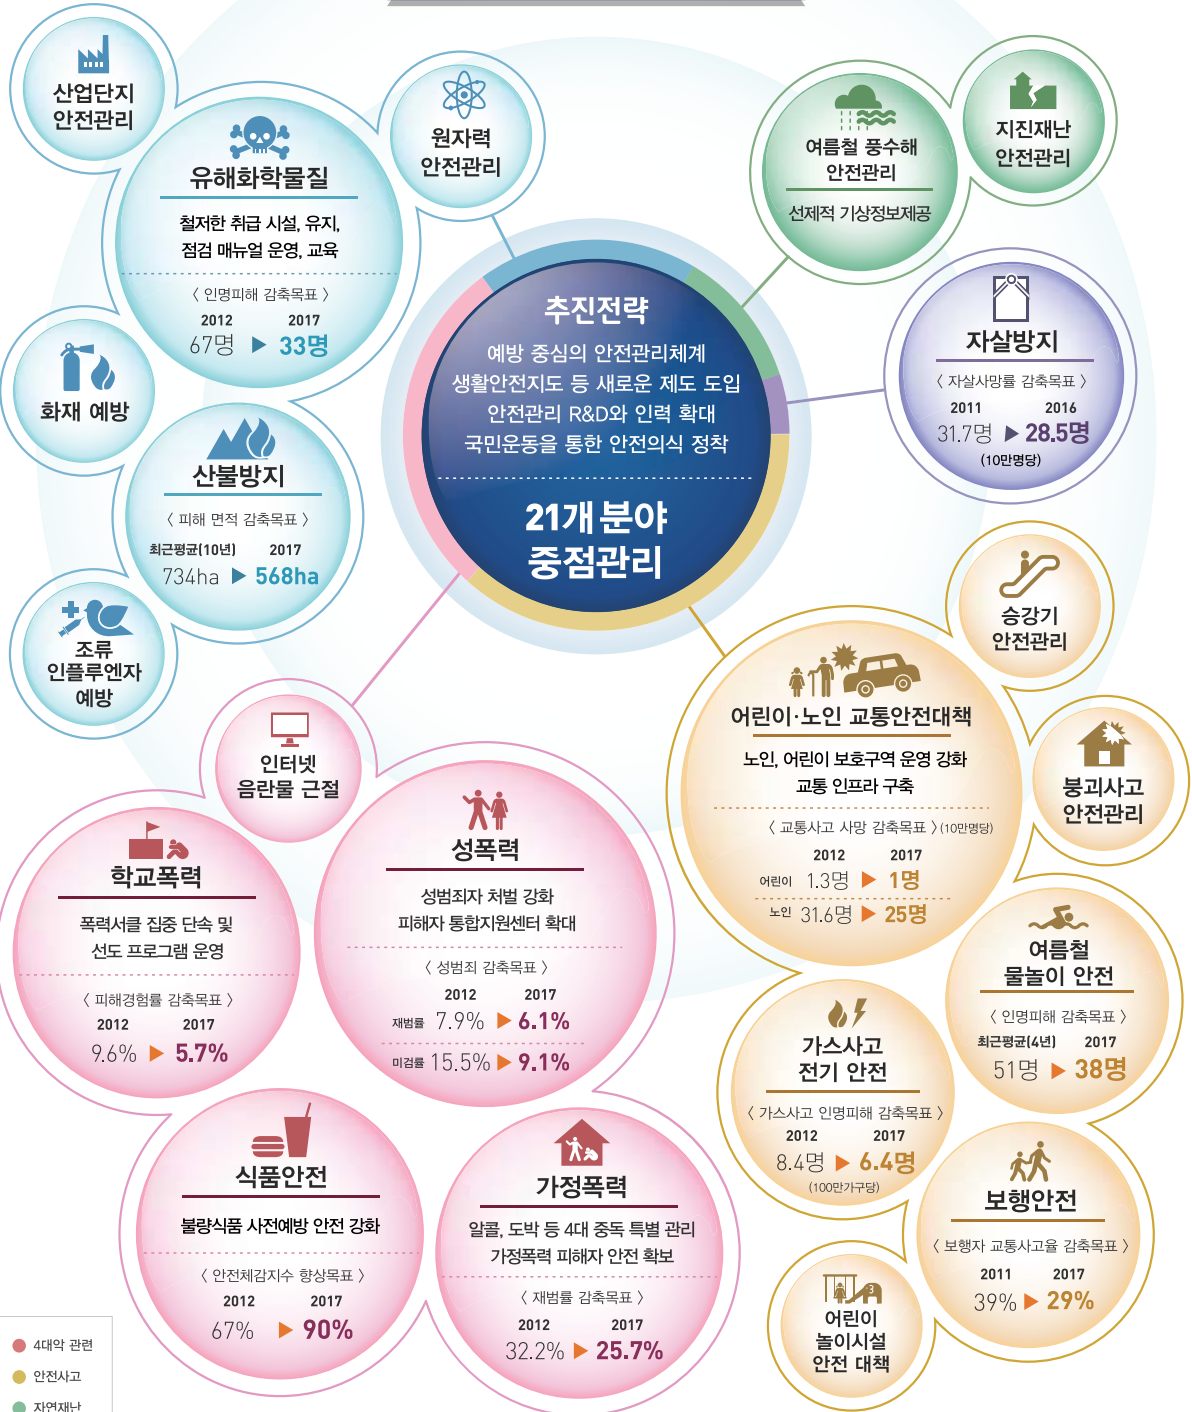 산업단지
안전관리
유해화학물질
철저한 취급 시설, 유지,
점검 매뉴얼 운영, 교육
〈 인명피해 감축목표 〉
2012 2017
67명 ▶ 33명
원자력
안전관리
여름철 풍수해
안전관리
선제적 기상정보제공
지진재난
안전관리
추진전략
예방 중심의 안전관리체계
생활안전지도 등 새로운 제도 도입
안전관리 R&D와 인력 확대
국민운동을 통한 안전의식 정착
21개 분야
중점관리
자살방지
〈 자살사망률 감축목표 〉
2011 2016
31.7명 ▶ 28.5명
(10만명당)
화재 예방
산불방지
〈 피해 면적 감축목표 〉
최근평균(10년) 2017
734ha ▶ 568ha
조류
인플루엔자
예방
승강기
안전관리
어린이·노인 교통안전대책
노인, 어린이 보호구역 운영 강화
교통 인프라 구축
〈 교통사고 사망 감축목표 〉(10만명당)
2012 2017
어린이 1.3명 ▶ 1명
노인 31.6명 ▶ 25명
붕괴사고
안전관리
인터넷
음란물 근절
학교폭력
폭력서클 집중 단속 및
선도 프로그램 운영
〈 피해경험률 감축목표 〉
2012 2017
9.6% ▶ 5.7%
성폭력
성범죄자 처벌 강화
피해자 통합지원센터 확대
〈 성범죄 감축목표 〉
2012 2017
재범률 7.9% ▶ 6.1%
미검률 15.5% ▶ 9.1%
여름철
물놀이 안전
〈 인명피해 감축목표 〉
최근평균(4년) 2017
51명 ▶ 38명
가스사고
전기 안전
〈 가스사고 인명피해 감축목표 〉
2012 2017
8.4명 ▶ 6.4명
(100만가구당)
식품안전
불량식품 사전예방 안전 강화
〈 안전체감지수 향상목표 〉
2012 2017
67% ▶ 90%
가정폭력
알콜, 도박 등 4대 중독 특별 관리
가정폭력 피해자 안전 확보
〈 재범률 감축목표 〉
2012 2017
32.2% ▶ 25.7%
보행안전
〈 보행자 교통사고율 감축목표 〉
2011 2017
39% ▶ 29%
3
어린이
놀이시설
안전 대책
4대악 관련
안전사고
자연재난